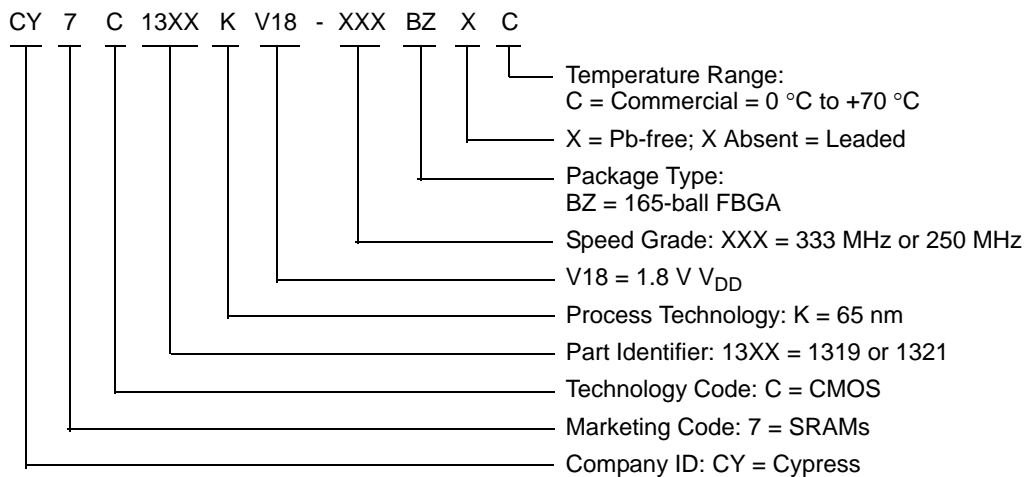 CY 7 C 13XX K V18 - XXX BZ X C
Temperature Range:
C = Commercial = 0 °C to +70 °C
X = Pb-free; X Absent = Leaded
Package Type:
BZ = 165-ball FBGA
Speed Grade: XXX = 333 MHz or 250 MHz
V18 = 1.8 V VDD
Process Technology: K = 65 nm
Part Identifier: 13XX = 1319 or 1321
Technology Code: C = CMOS
Marketing Code: 7 = SRAMs
Company ID: CY = Cypress